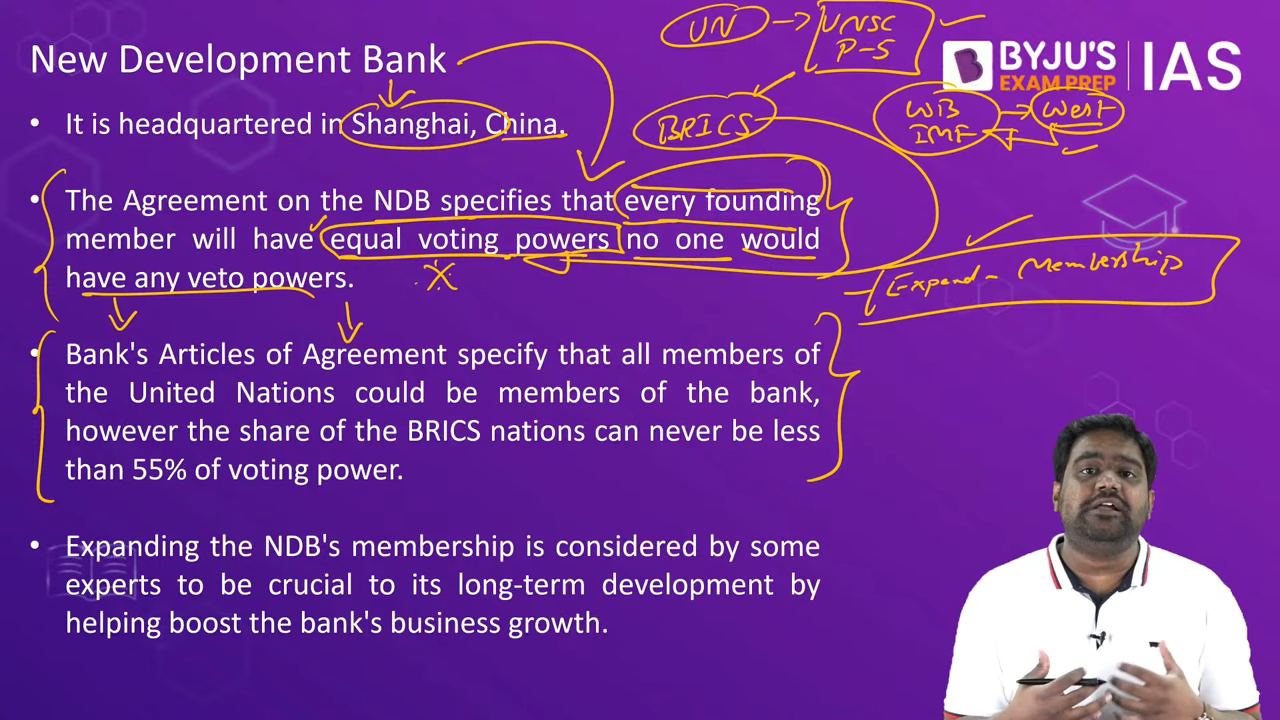 New Development Bank
UN → UNSC
P-5
BYJU'S
EXAM PREP
IAS
• It is headquartered in Shanghai, China.
BRICS
WB → West
IMF
• The Agreement on the NDB specifies that every founding
member will have equal voting powers no one would
have any veto powers.
Expand - Membership
• Bank's Articles of Agreement specify that all members of
the United Nations could be members of the bank,
however the share of the BRICS nations can never be less
than 55% of voting power.
• Expanding the NDB's membership is considered by some
experts to be crucial to its long-term development by
helping boost the bank's business growth.